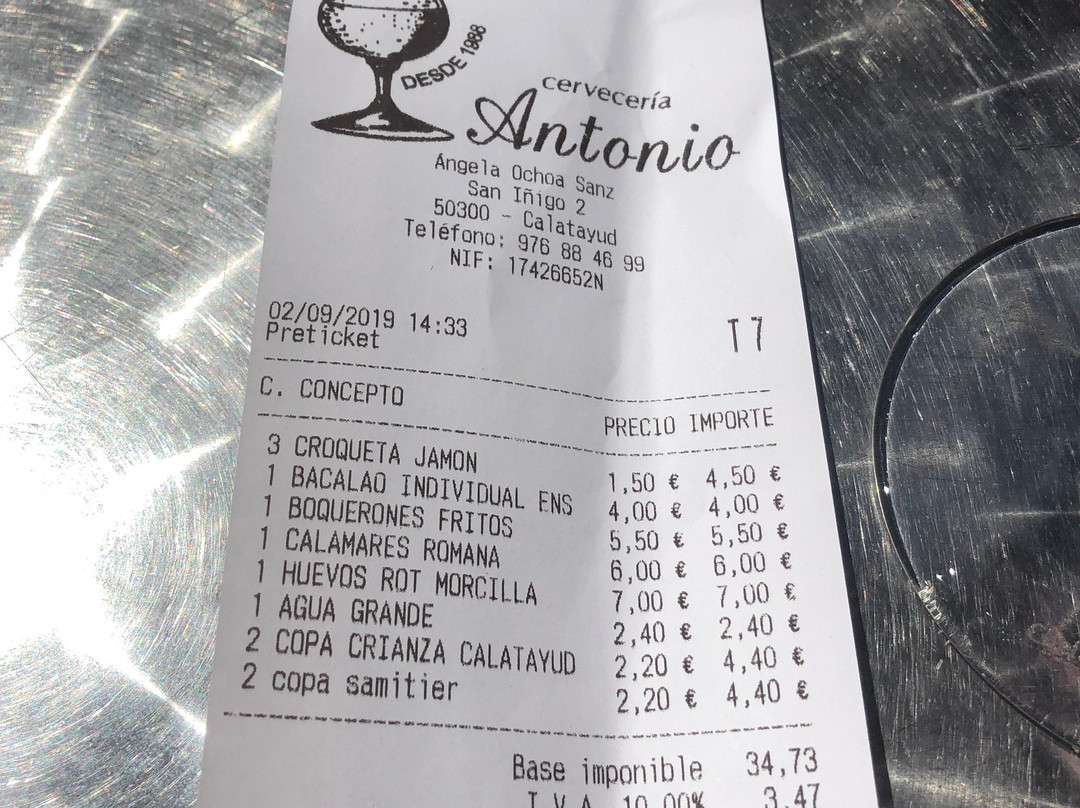 DESDE 1988
cervecería
Antonio
Ángela Ochoa Sanz
San Iñigo 2
50300 - Calatayud
Teléfono: 976 88 46 99
NIF: 17426652N
02/09/2019 14:33
Preticket T 7
C. CONCEPTO PRECIO IMPORTE
3 CROQUETA JAMON 1,50 € 4,50 €
1 BACALAO INDIVIDUAL ENS 4,00 € 4,00 €
1 BOQUERONES FRITOS 5,50 € 5,50 €
1 CALAMARES ROMANA 6,00 € 6,00 €
1 HUEVOS ROT MORCILLA 7,00 € 7,00 €
1 AGUA GRANDE 2,40 € 2,40 €
2 COPA CRIANZA CALATAYUD 2,20 € 4,40 €
2 copa samitier 2,20 € 4,40 €
Base imponible 34,73
I.V.A. 10,00% 3,47